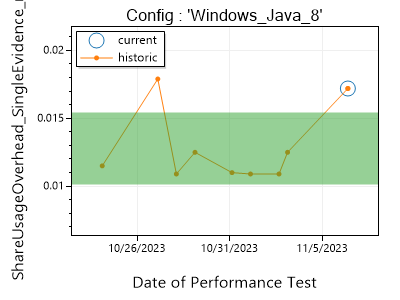 Config : 'Windows_Java_8'
current
historic
0.02
0.015
0.01
ShareUsageOverhead_SingleEvidence_
10/26/2023
10/31/2023
11/5/2023
Date of Performance Test